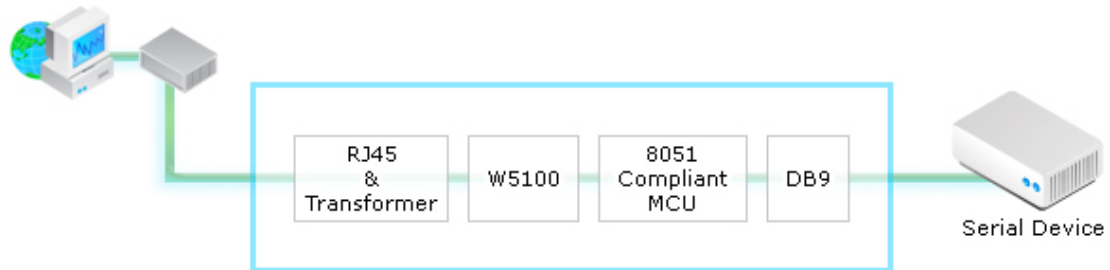 RJ45
&
Transformer
W5100
8051
Compliant
MCU
DB9
Serial Device